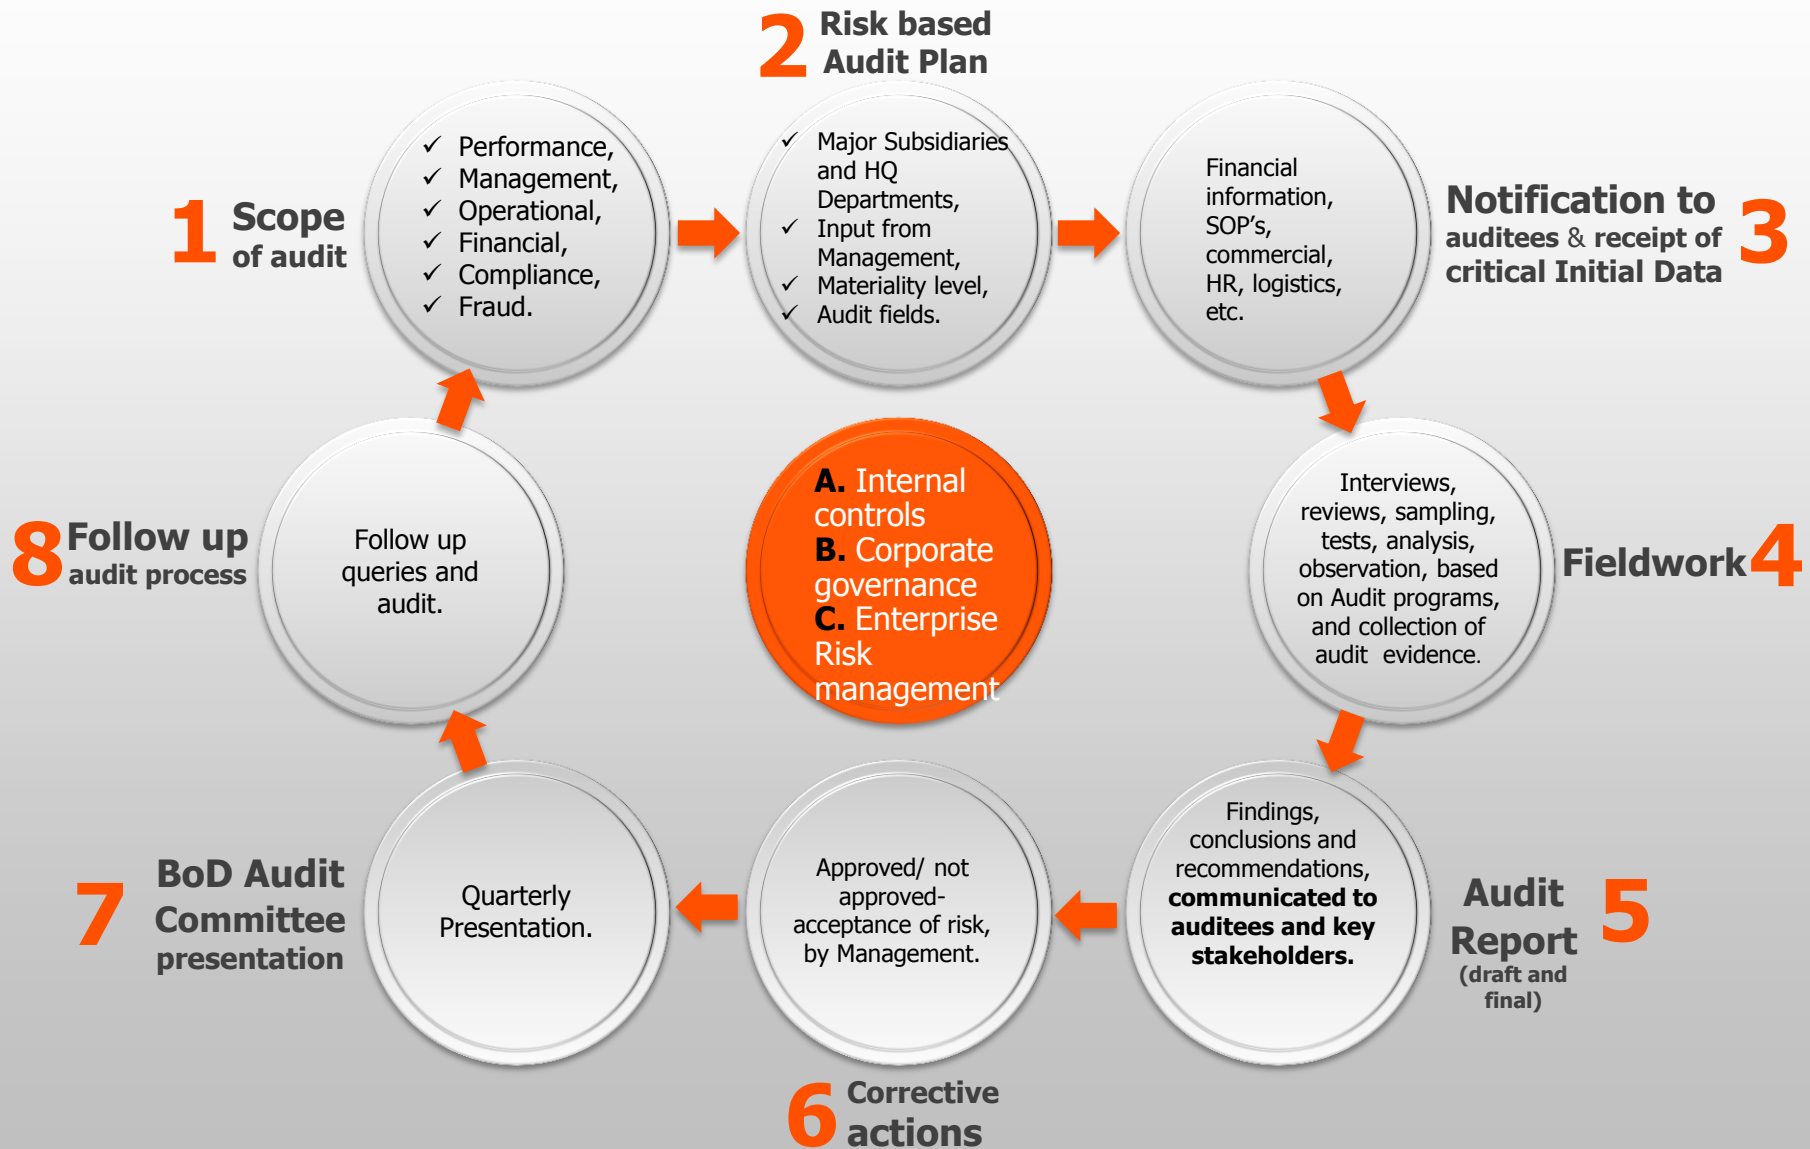 2 Risk based
Audit Plan
1 Scope
of audit
✓ Performance,
✓ Management,
✓ Operational,
✓ Financial,
✓ Compliance,
✓ Fraud.
✓ Major Subsidiaries
and HQ
Departments,
✓ Input from
Management,
✓ Materiality level,
✓ Audit fields.
Financial
information,
SOP’s,
commercial,
HR, logistics,
etc.
Notification to
auditees & receipt of
critical Initial Data
3
8 Follow up
audit process
Follow up
queries and
audit.
A. Internal
controls
B. Corporate
governance
C. Enterprise
Risk
management
Interviews,
reviews, sampling,
tests, analysis,
observation, based
on Audit programs,
and collection of
audit evidence.
Fieldwork 4
7 BoD Audit
Committee
presentation
Quarterly
Presentation.
Approved/ not
approved-
acceptance of risk,
by Management.
Findings,
conclusions and
recommendations,
communicated to
auditees and key
stakeholders.
Audit
Report
(draft and
final)
5
6 Corrective
actions